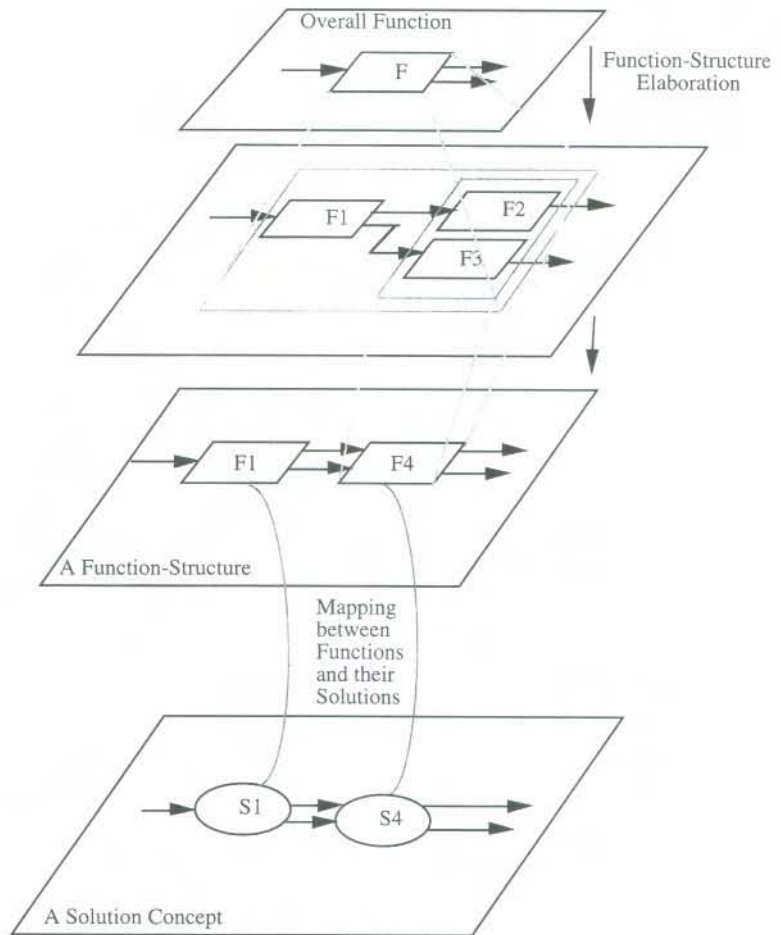 Overall Function
F
Function-Structure
Elaboration
F1
F2
F3
F1
F4
A Function-Structure
Mapping
between
Functions
and their
Solutions
S1
S4
A Solution Concept